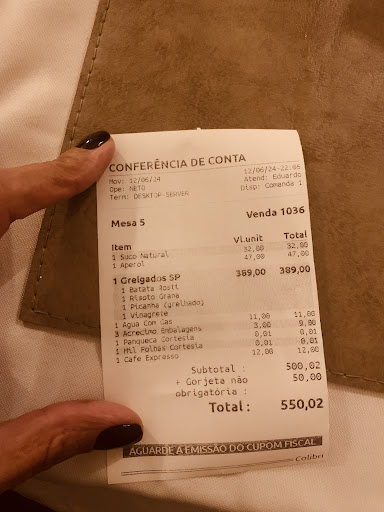 CONFERÊNCIA DE CONTA
Mov: 12/06/24 12/06/24-22:05
Ope: NETO Atend: Eduardo
Term: DESKTOP SERVER Disp: Comanda 1
Mesa 5 Venda 1036
Item Vl.unit Total
1 Suco Natural 32,00 32,00
1 Aperol 47,00 47,00
1 Grelgados SP 389,00 389,00
1 Batata Rosti
1 Risoto Grana
1 Picanha (grelhado)
1 Vinagrete
1 Agua Com Gas 11,00 11,00
3 Acrecimo Embalagens 3,00 9,00
1 Panqueca Cortesia 0,01 0,01
1 Mil Folhas Cortesia 0,01 0,01
1 Cafe Expresso 12,00 12,00
Subtotal : 500,02
+ Gorjeta não 50,00
obrigatória :
Total: 550,02
AGUARDE A EMISSÃO DO CUPOM FISCAL
Colibri